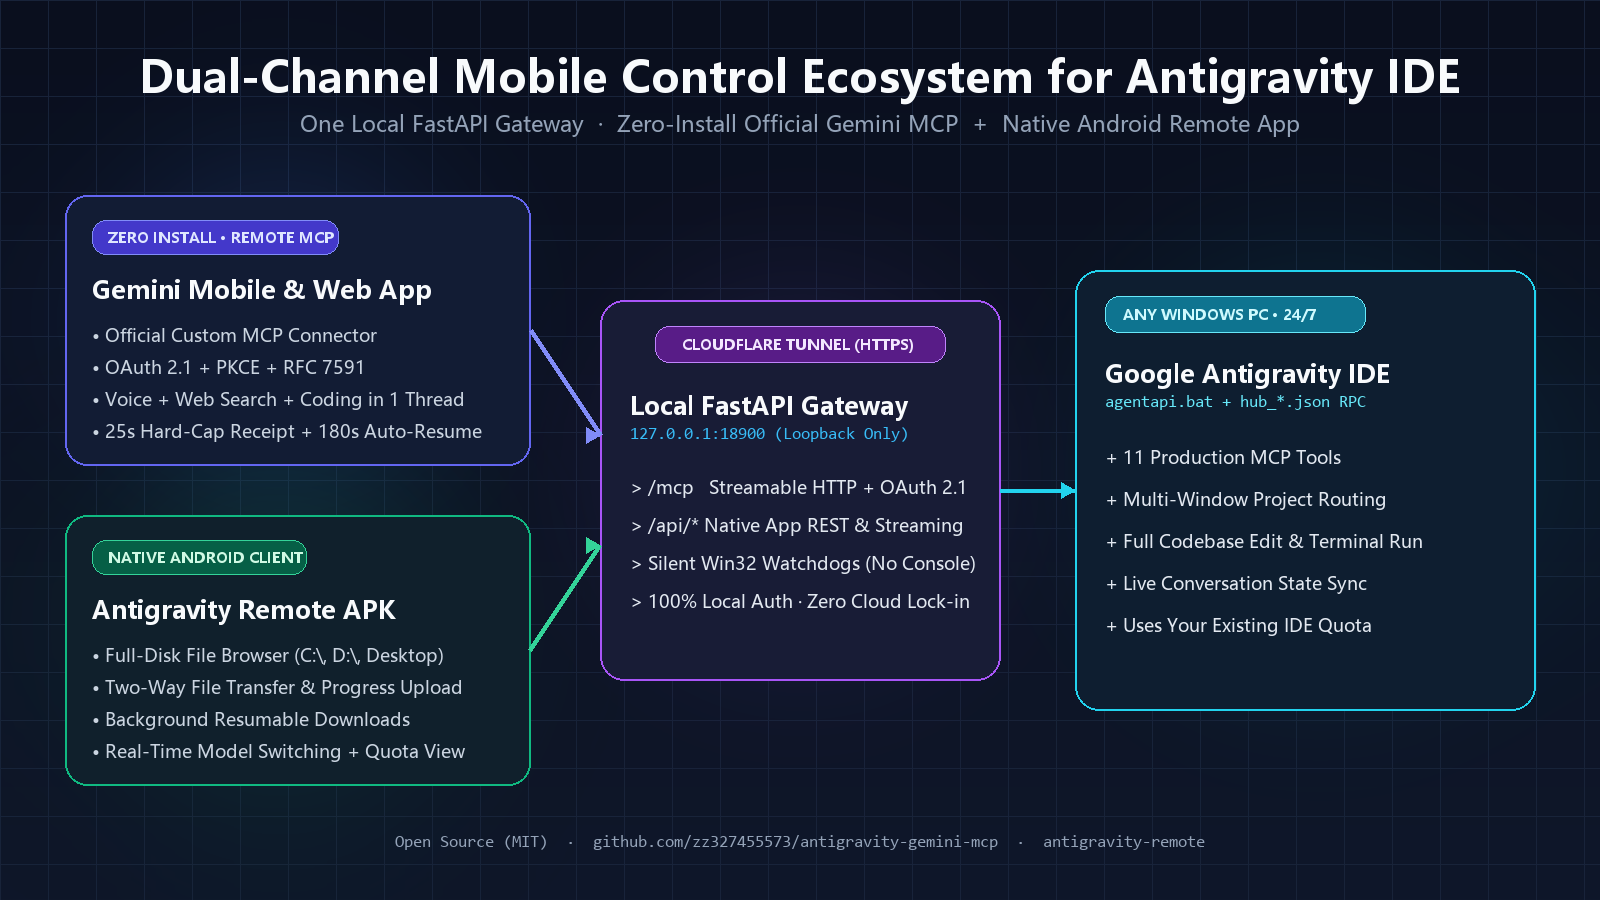 Dual-Channel Mobile Control Ecosystem for Antigravity IDE
One Local FastAPI Gateway · Zero-Install Official Gemini MCP + Native Android Remote App
ZERO INSTALL • REMOTE MCP
Gemini Mobile & Web App
• Official Custom MCP Connector
• OAuth 2.1 + PKCE + RFC 7591
• Voice + Web Search + Coding in 1 Thread
• 25s Hard-Cap Receipt + 180s Auto-Resume
NATIVE ANDROID CLIENT
Antigravity Remote APK
• Full-Disk File Browser (C:\, D:\, Desktop)
• Two-Way File Transfer & Progress Upload
• Background Resumable Downloads
• Real-Time Model Switching + Quota View
CLOUDFLARE TUNNEL (HTTPS)
Local FastAPI Gateway
127.0.0.1:18900 (Loopback Only)
> /mcp Streamable HTTP + OAuth 2.1
> /api/* Native App REST & Streaming
> Silent Win32 Watchdogs (No Console)
> 100% Local Auth · Zero Cloud Lock-in
ANY WINDOWS PC • 24/7
Google Antigravity IDE
agentapi.bat + hub_*.json RPC
+ 11 Production MCP Tools
+ Multi-Window Project Routing
+ Full Codebase Edit & Terminal Run
+ Live Conversation State Sync
+ Uses Your Existing IDE Quota
Open Source (MIT) · github.com/zz327455573/antigravity-gemini-mcp · antigravity-remote